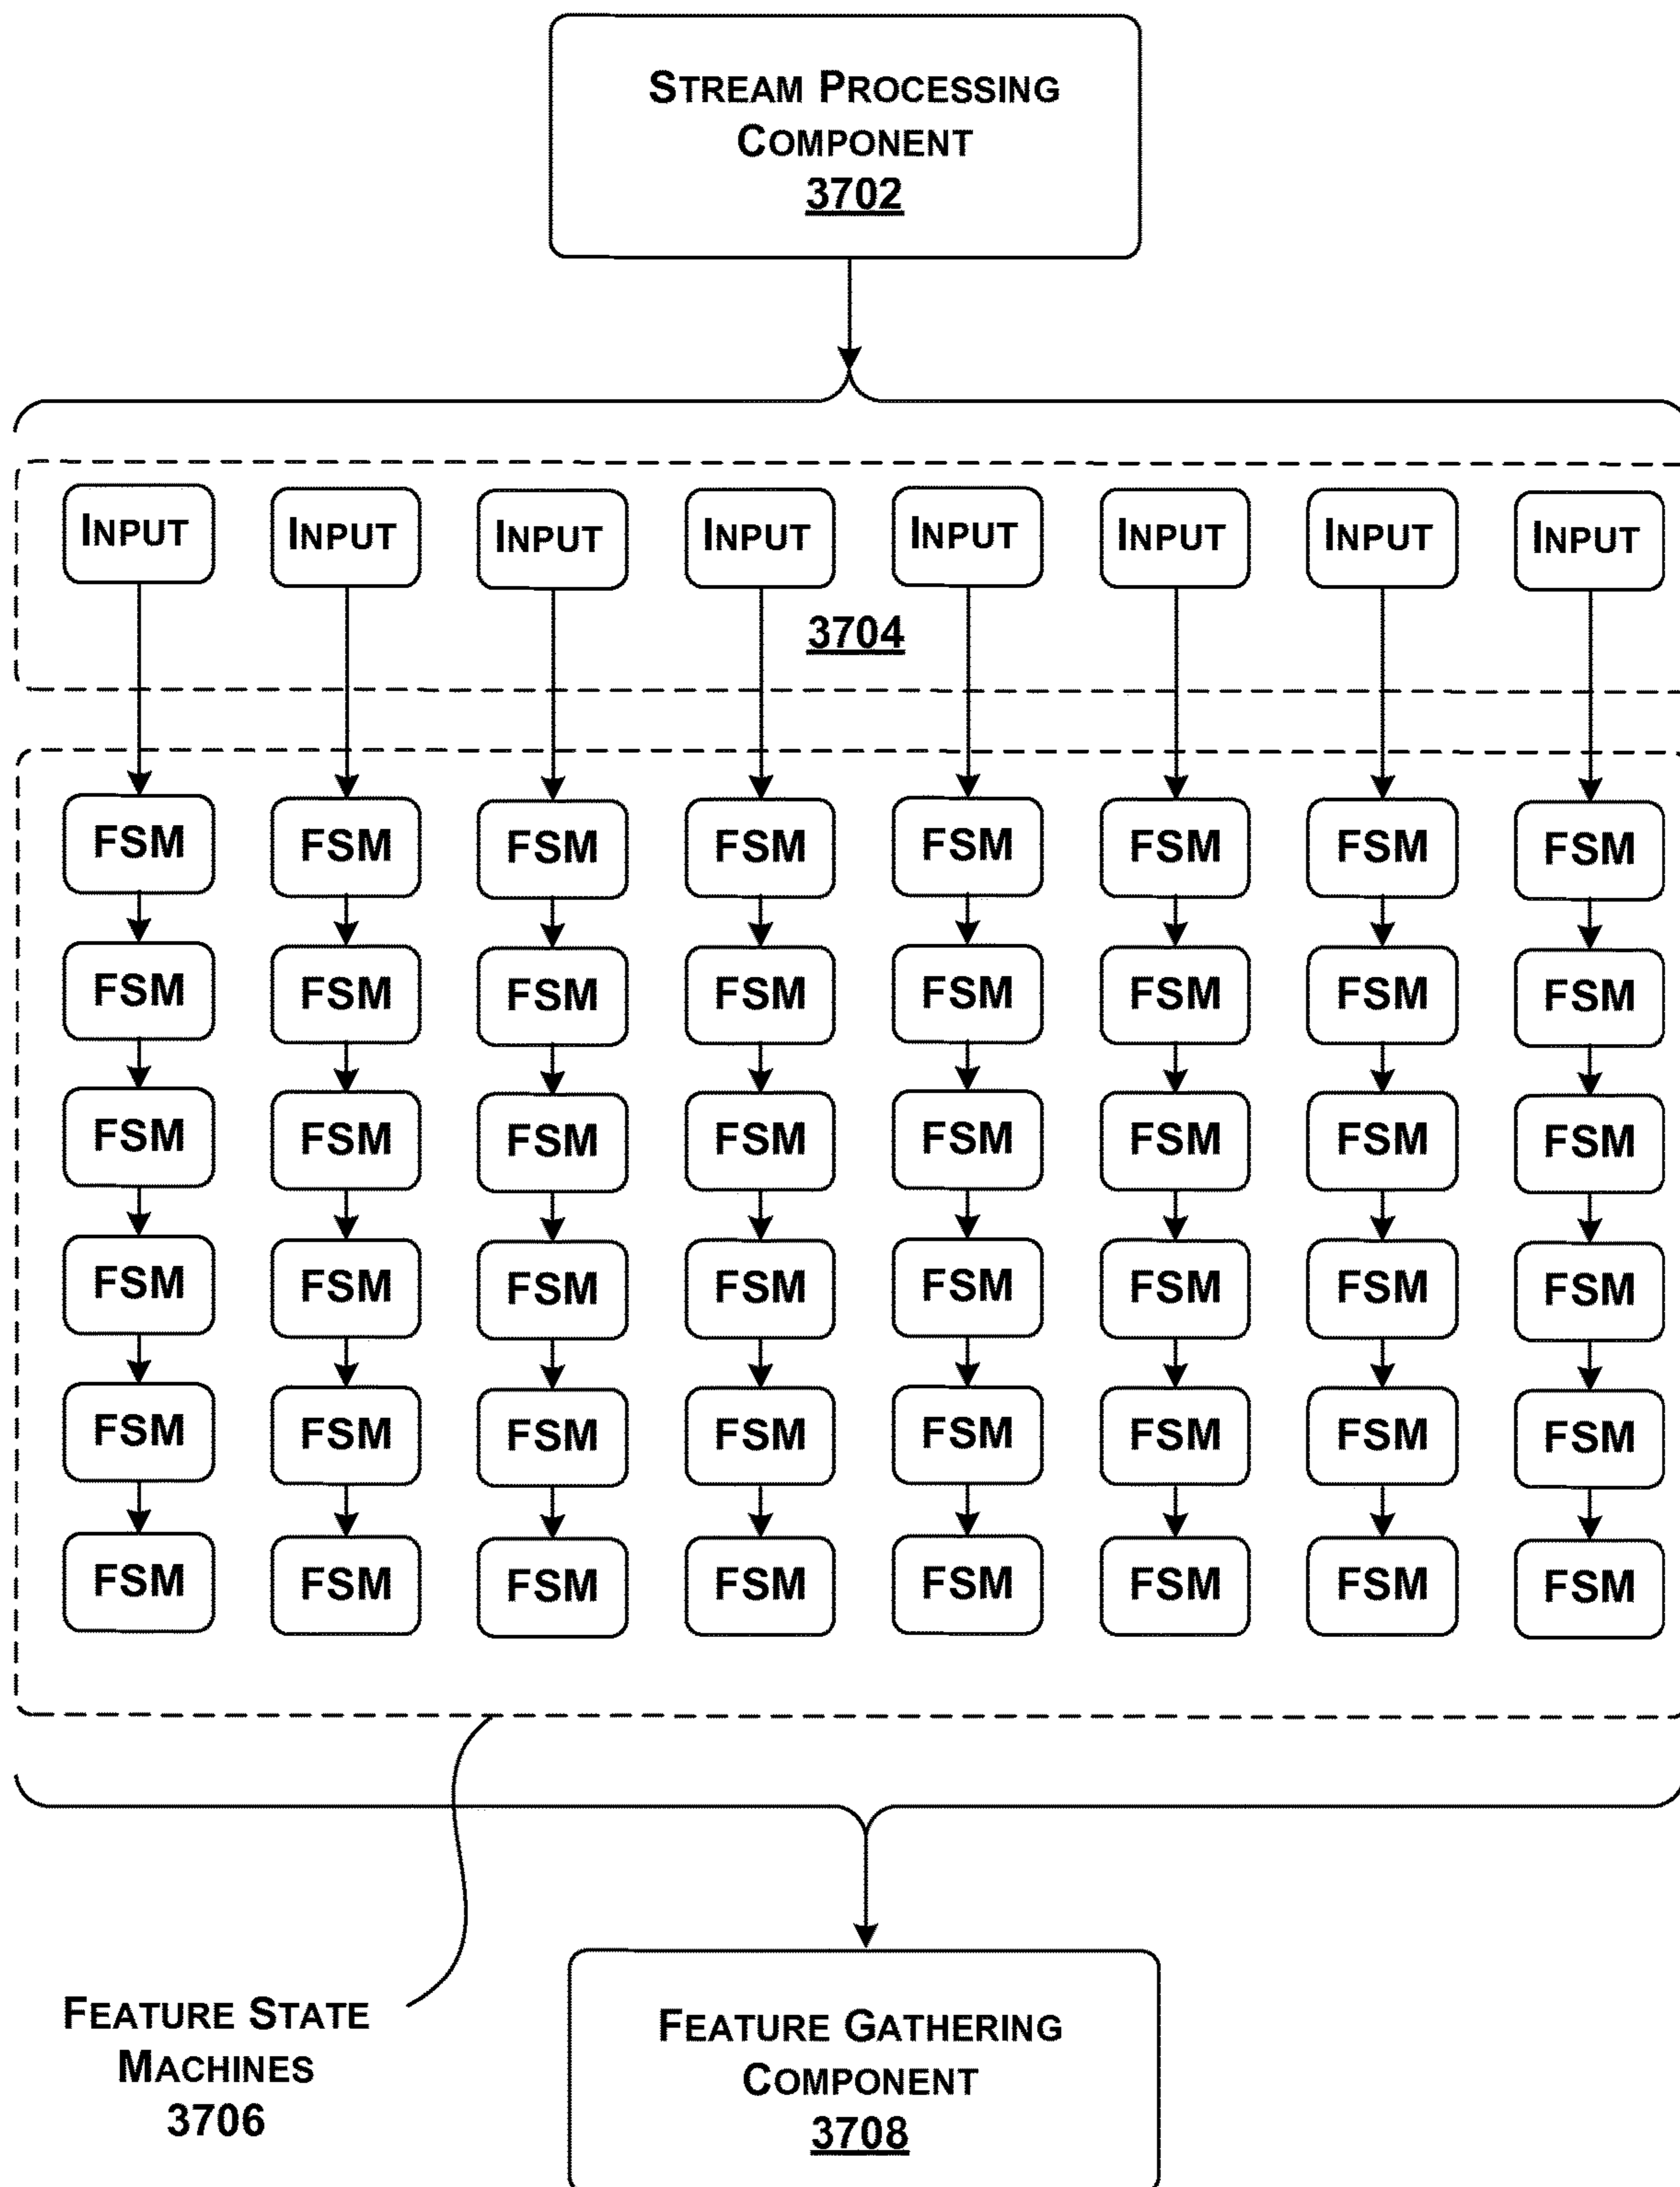 STREAM PROCESSING
COMPONENT
3702
INPUT INPUT INPUT INPUT INPUT INPUT INPUT INPUT
3704
FSM FSM FSM FSM FSM FSM FSM FSM
FSM FSM FSM FSM FSM FSM FSM FSM
FSM FSM FSM FSM FSM FSM FSM FSM
FSM FSM FSM FSM FSM FSM FSM FSM
FSM FSM FSM FSM FSM FSM FSM FSM
FSM FSM FSM FSM FSM FSM FSM FSM
FEATURE STATE
MACHINES
3706
FEATURE GATHERING
COMPONENT
3708